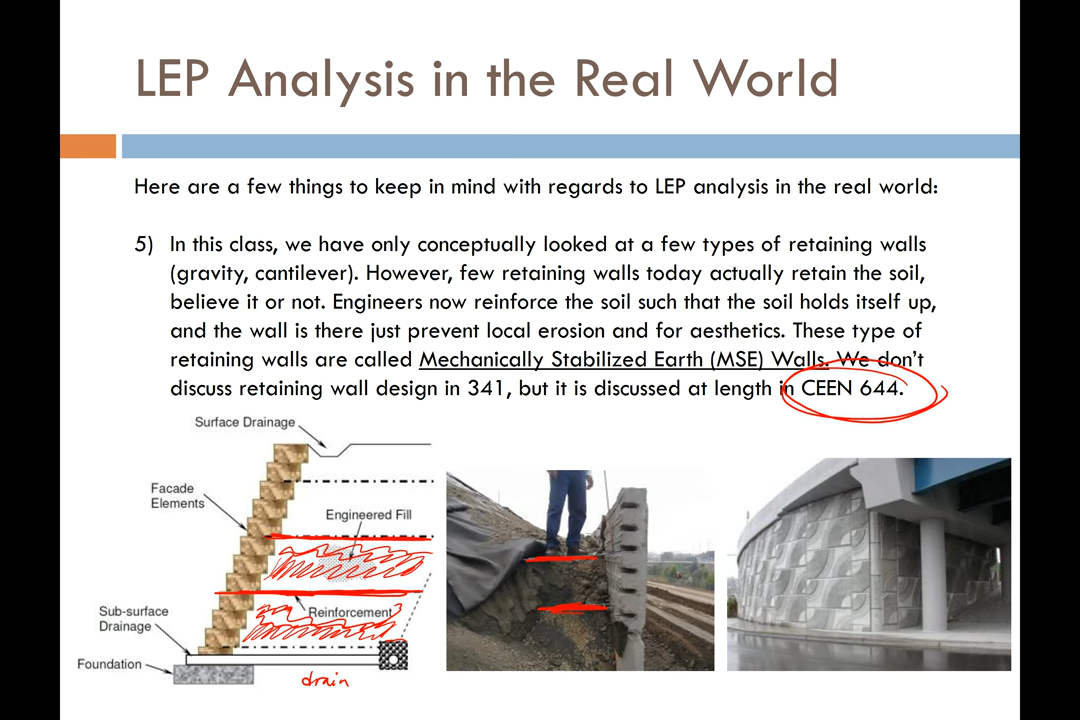 LEP Analysis in the Real World
Here are a few things to keep in mind with regards to LEP analysis in the real world:
5) In this class, we have only conceptually looked at a few types of retaining walls
(gravity, cantilever). However, few retaining walls today actually retain the soil,
believe it or not. Engineers now reinforce the soil such that the soil holds itself up,
and the wall is there just prevent local erosion and for aesthetics. These type of
retaining walls are called Mechanically Stabilized Earth (MSE) Walls. We don't
discuss retaining wall design in 341, but it is discussed at length in CEEN 644.
Surface Drainage
Facade
Elements
Engineered Fill
Reinforcement
Sub-surface
Drainage
Foundation
drain